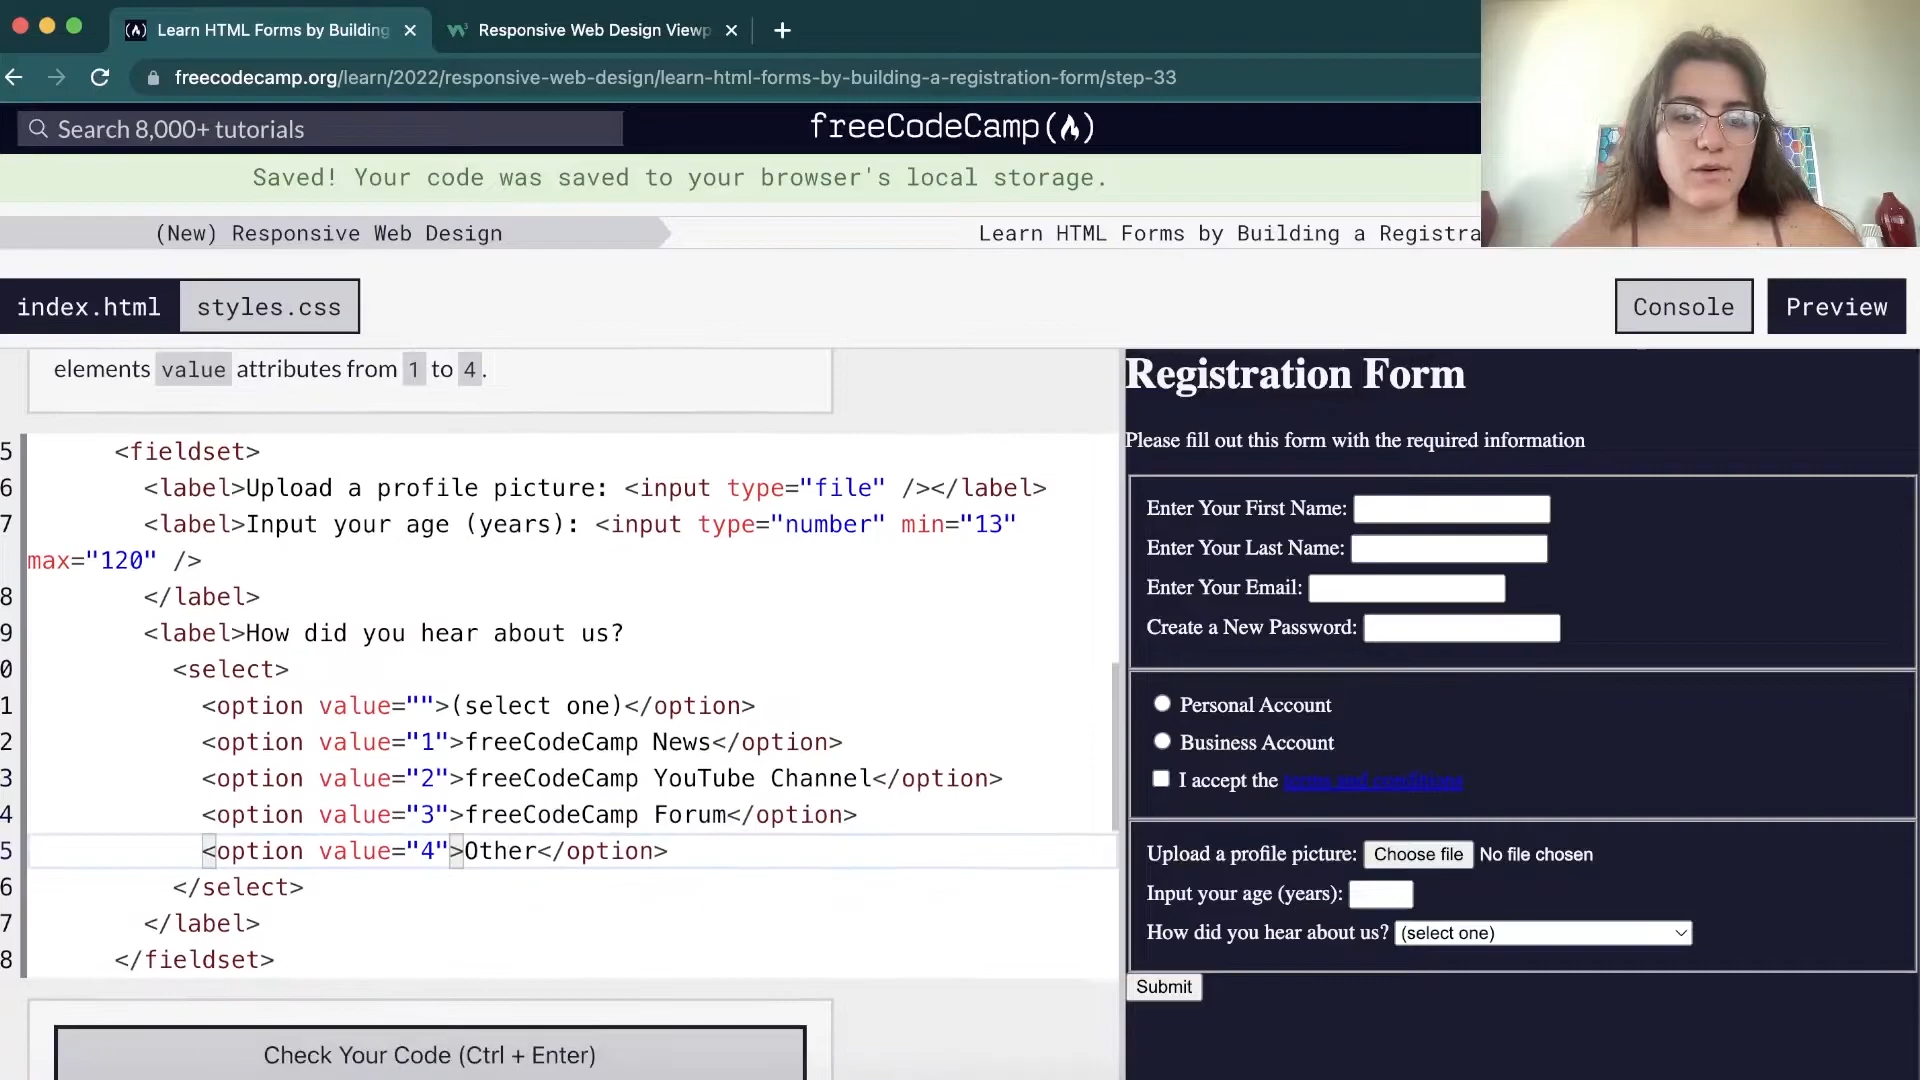 Learn HTML Forms by Building
Responsive Web Design Viewp
freecodecamp.org/learn/2022/responsive-web-design/learn-html-forms-by-building-a-registration-form/step-33
Search 8,000+ tutorials
freeCodeCamp
Saved! Your code was saved to your browser's local storage.
(New) Responsive Web Design
Learn HTML Forms by Building a Registra
index.html
styles.css
Console
Preview
elements value attributes from 1 to 4.
5 <fieldset>
6 <label>Upload a profile picture: <input type="file" /></label>
7 <label>Input your age (years): <input type="number" min="13"
max="120" />
8 </label>
9 <label>How did you hear about us?
0 <select>
1 <option value="">(select one)</option>
2 <option value="1">freeCodeCamp News</option>
3 <option value="2">freeCodeCamp YouTube Channel</option>
4 <option value="3">freeCodeCamp Forum</option>
5 <option value="4">Other</option>
6 </select>
7 </label>
8 </fieldset>
Check Your Code (Ctrl + Enter)
Registration Form
Please fill out this form with the required information
Enter Your First Name:
Enter Your Last Name:
Enter Your Email:
Create a New Password:
Personal Account
Business Account
I accept the terms and conditions
Upload a profile picture: Choose file No file chosen
Input your age (years):
How did you hear about us? (select one)
Submit